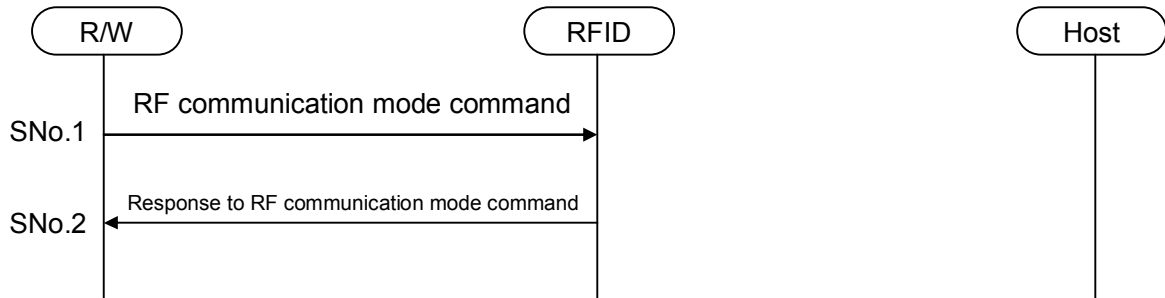 R/W
RFID
Host
RF communication mode command
SNo.1
Response to RF communication mode command
SNo.2